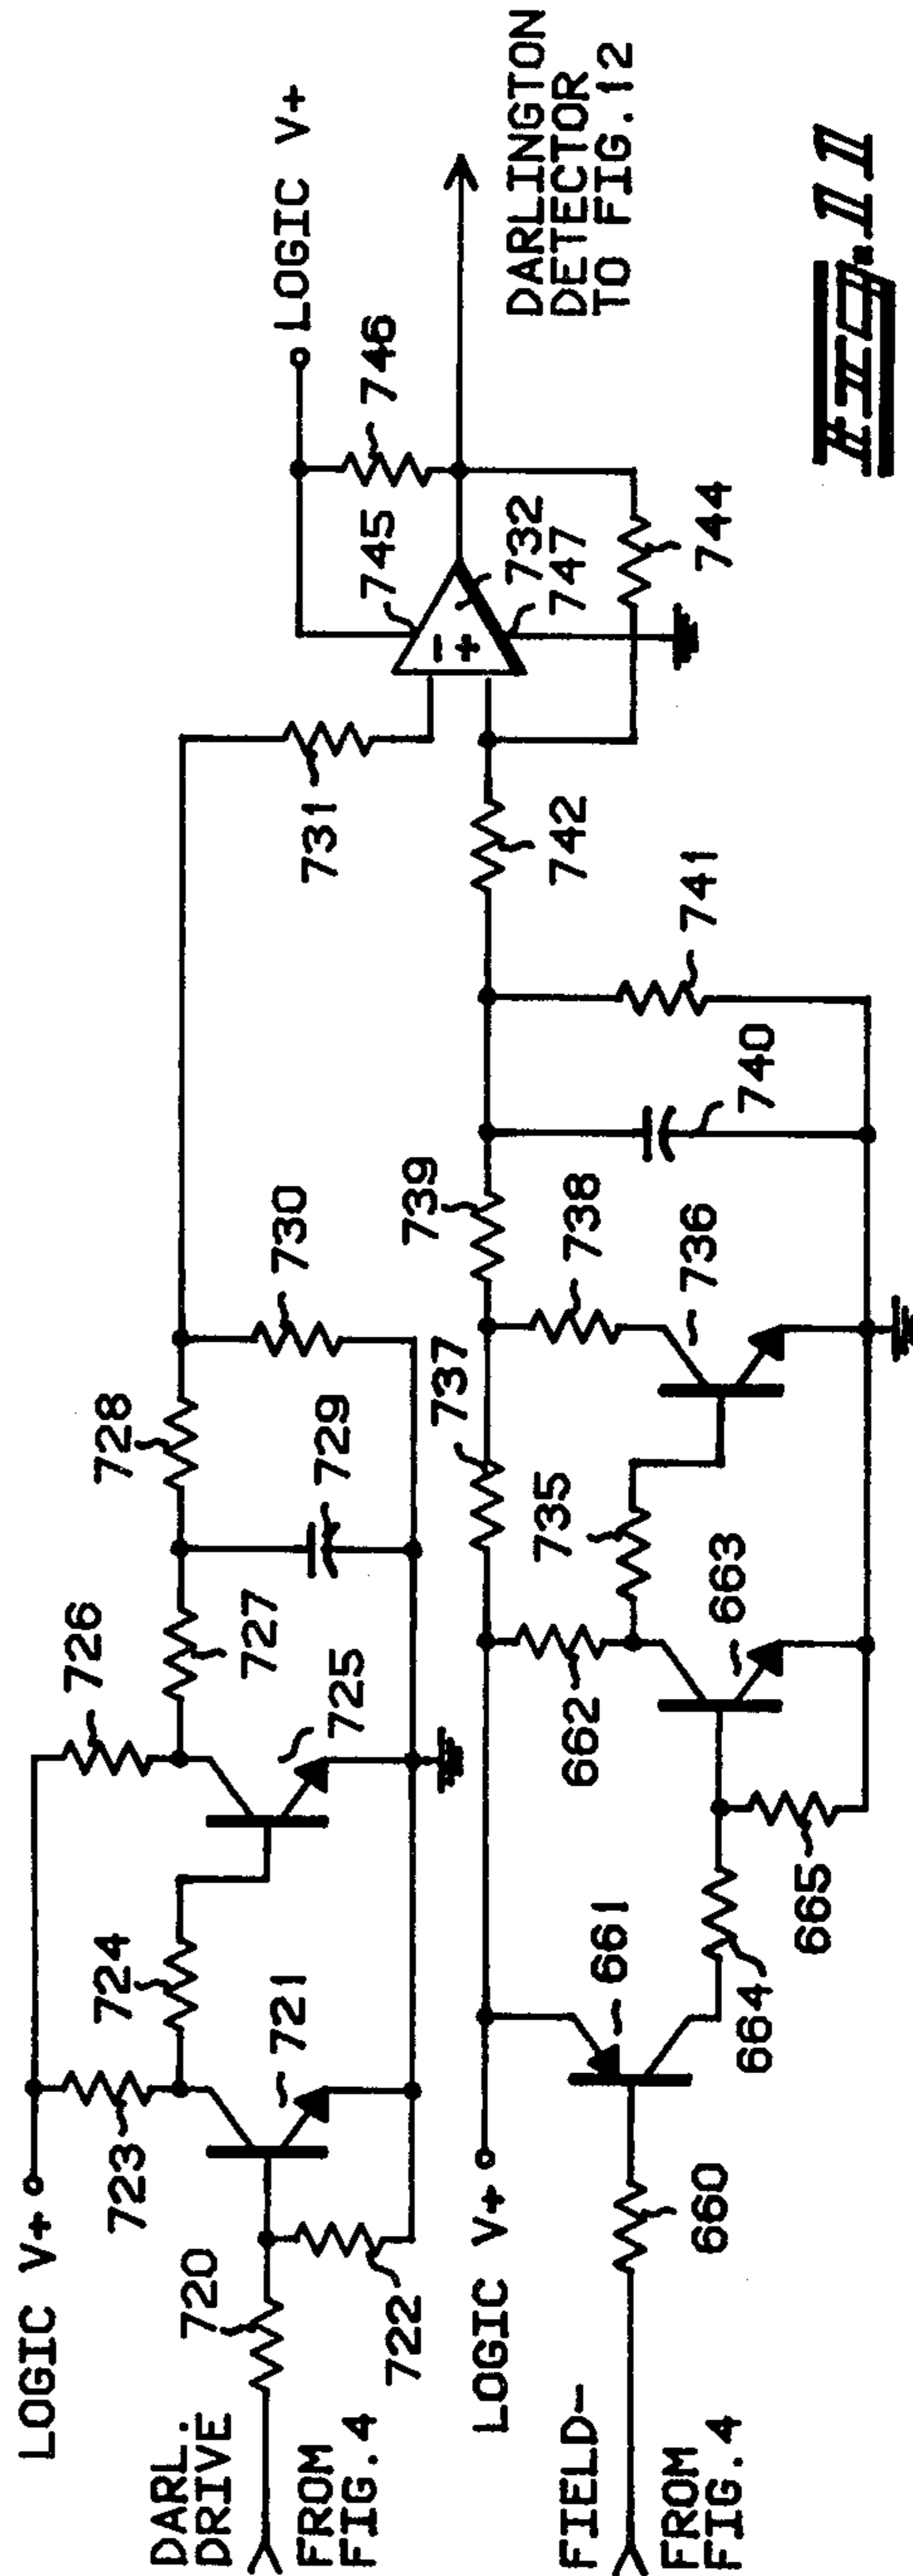 LOGIC V+
DARL.
DRIVE
FROM
FIG.4
720
722
723
724
721
726
725
727
728
729
730
731
LOGIC V+
745
746
732
747
744
DARLINGTON
DETECTOR
TO FIG.12
LOGIC V+
FIELD-
FROM
FIG.4
660
661
664
665
662
663
735
737
739
738
736
740
741
742
FIG.11